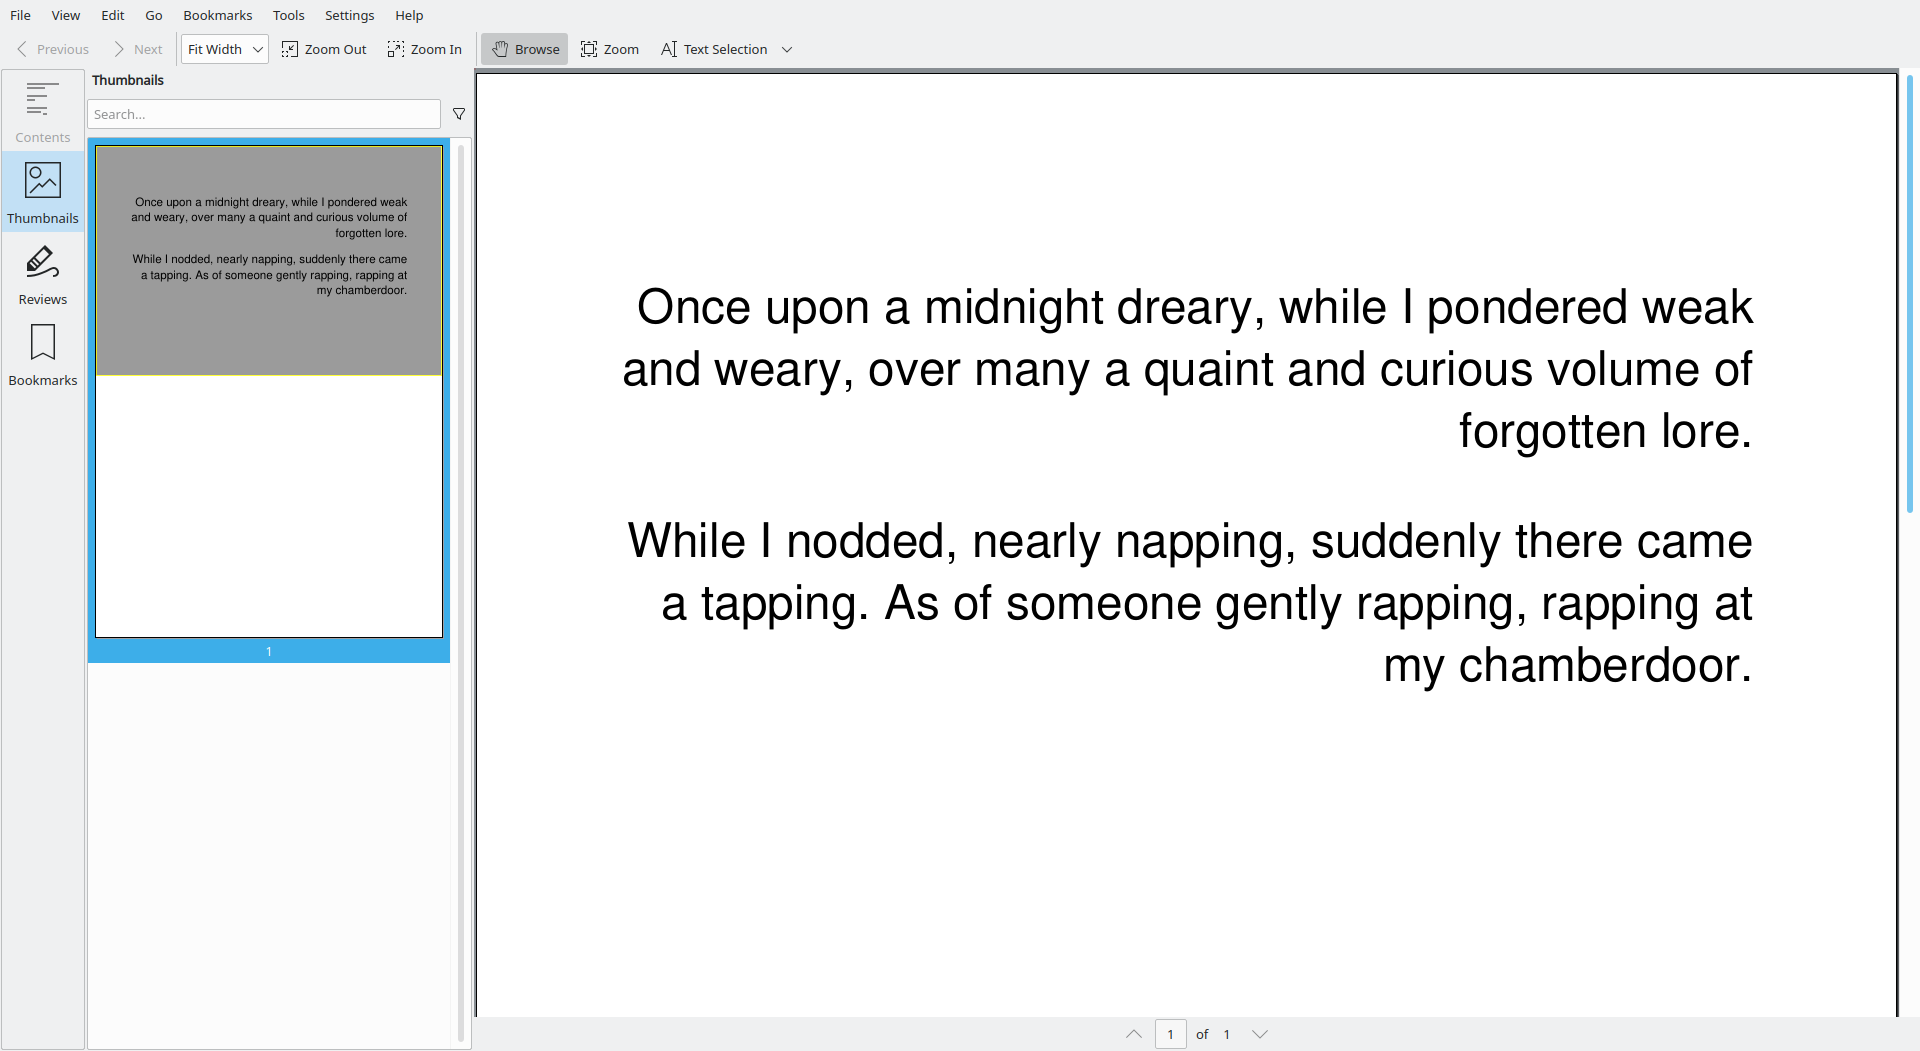 File View Edit Go Bookmarks Tools Settings Help
Previous Next Fit Width Zoom Out Zoom In Browse Zoom Text Selection
Contents
Thumbnails
Reviews
Bookmarks
Thumbnails
Search...
Once upon a midnight dreary, while I pondered weak
and weary, over many a quaint and curious volume of
forgotten lore.
While I nodded, nearly napping, suddenly there came
a tapping. As of someone gently rapping, rapping at
my chamberdoor.
1
Once upon a midnight dreary, while I pondered weak
and weary, over many a quaint and curious volume of
forgotten lore.
While I nodded, nearly napping, suddenly there came
a tapping. As of someone gently rapping, rapping at
my chamberdoor.
1 of 1